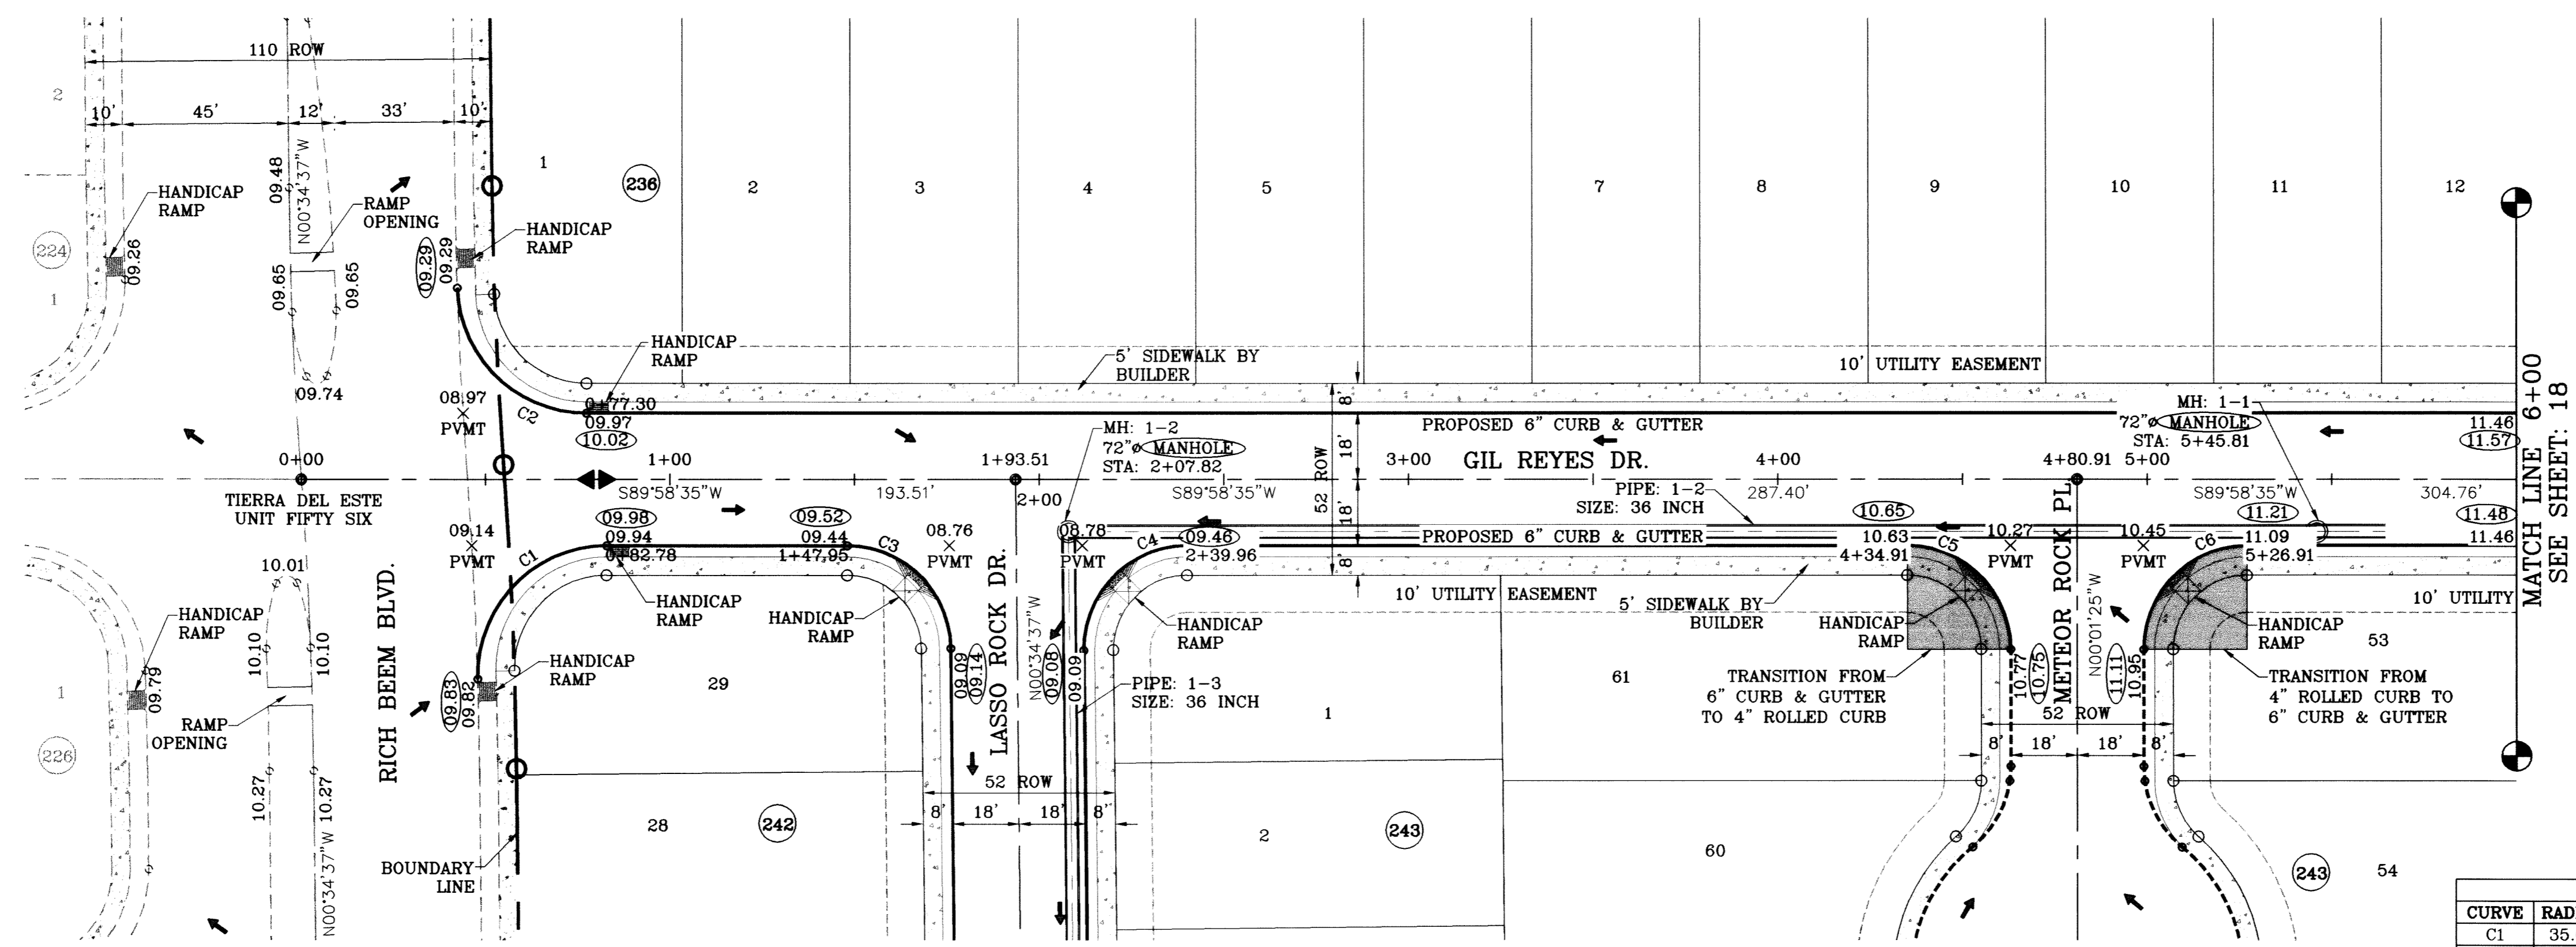 110 ROW
2
10'
45'
12'
33'
10'
09.48
N00°34'37"W
HANDICAP
RAMP
RAMP
OPENING
224
09.26
1
09.65
09.65
09.74
09.29
09.29
HANDICAP
RAMP
1
236
2
3
4
5
7
8
9
10
11
12
HANDICAP
RAMP
5' SIDEWALK BY
BUILDER
10' UTILITY EASEMENT
C2
08.97
PVMT
0+77.30
09.97
10.02
MH: 1-2
72"ø MANHOLE
STA: 2+07.82
8'
18'
52 ROW
18'
8'
PROPOSED 6" CURB & GUTTER
MH: 1-1
72"ø MANHOLE
STA: 5+45.81
11.46
11.57
MATCH LINE 6+00
SEE SHEET: 18
0+00
1+00
1+93.51
2+00
3+00
GIL REYES DR.
4+00
4+80.91
5+00
TIERRA DEL ESTE
UNIT FIFTY SIX
S89°58'35"W
193.51'
S89°58'35"W
PIPE: 1-2
SIZE: 36 INCH
287.40'
S89°58'35"W
304.76'
09.14
PVMT
C1
09.98
09.94
0+82.78
09.52
09.44
1+47.95
C3
08.76
PVMT
08.78
PVMT
C4
09.46
2+39.96
PROPOSED 6" CURB & GUTTER
10.65
10.63
4+34.91
C5
10.27
PVMT
10.45
PVMT
C6
11.21
11.09
5+26.91
11.48
11.46
10.01
10.10
10.10
HANDICAP
RAMP
09.79
1
RAMP
OPENING
226
10.27
10.27
N00°34'37"W
RICH BEEM BLVD.
09.83
09.82
HANDICAP
RAMP
HANDICAP
RAMP
HANDICAP
RAMP
29
09.09
09.14
LASSO ROCK DR.
N00°34'37"W
09.08
09.09
HANDICAP
RAMP
PIPE: 1-3
SIZE: 36 INCH
10' UTILITY EASEMENT
5' SIDEWALK BY
BUILDER
HANDICAP
RAMP
61
TRANSITION FROM
6" CURB & GUTTER
TO 4" ROLLED CURB
10.77
10.75
METEOR ROCK PL
N00°01'25"W
11.11
10.95
HANDICAP
RAMP
10' UTILITY
53
TRANSITION FROM
4" ROLLED CURB TO
6" CURB & GUTTER
52 ROW
8'
18'
18'
8'
1
52 ROW
8'
18'
18'
8'
BOUNDARY
LINE
28
242
2
243
60
243
54
CURVE
RAD
C1
35.